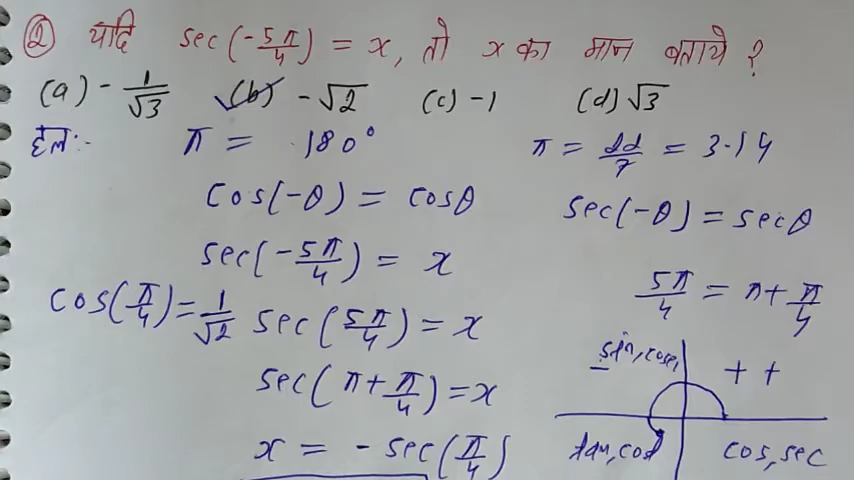 ② यदि sec(-5π/4) = x, तो x का मान बताये ?
(a) -1/√3 (b) -√2 (c) -1 (d) √3
हल:- π = 180° π = 22/7 = 3.14
cos(-θ) = cosθ sec(-θ) = secθ
sec(-5π/4) = x
5π/4 = π + π/4
cos(π/4) = 1/√2 sec(5π/4) = x
sin, cosec + +
sec(π + π/4) = x
x = - sec(π/4) tan, cot cos, sec